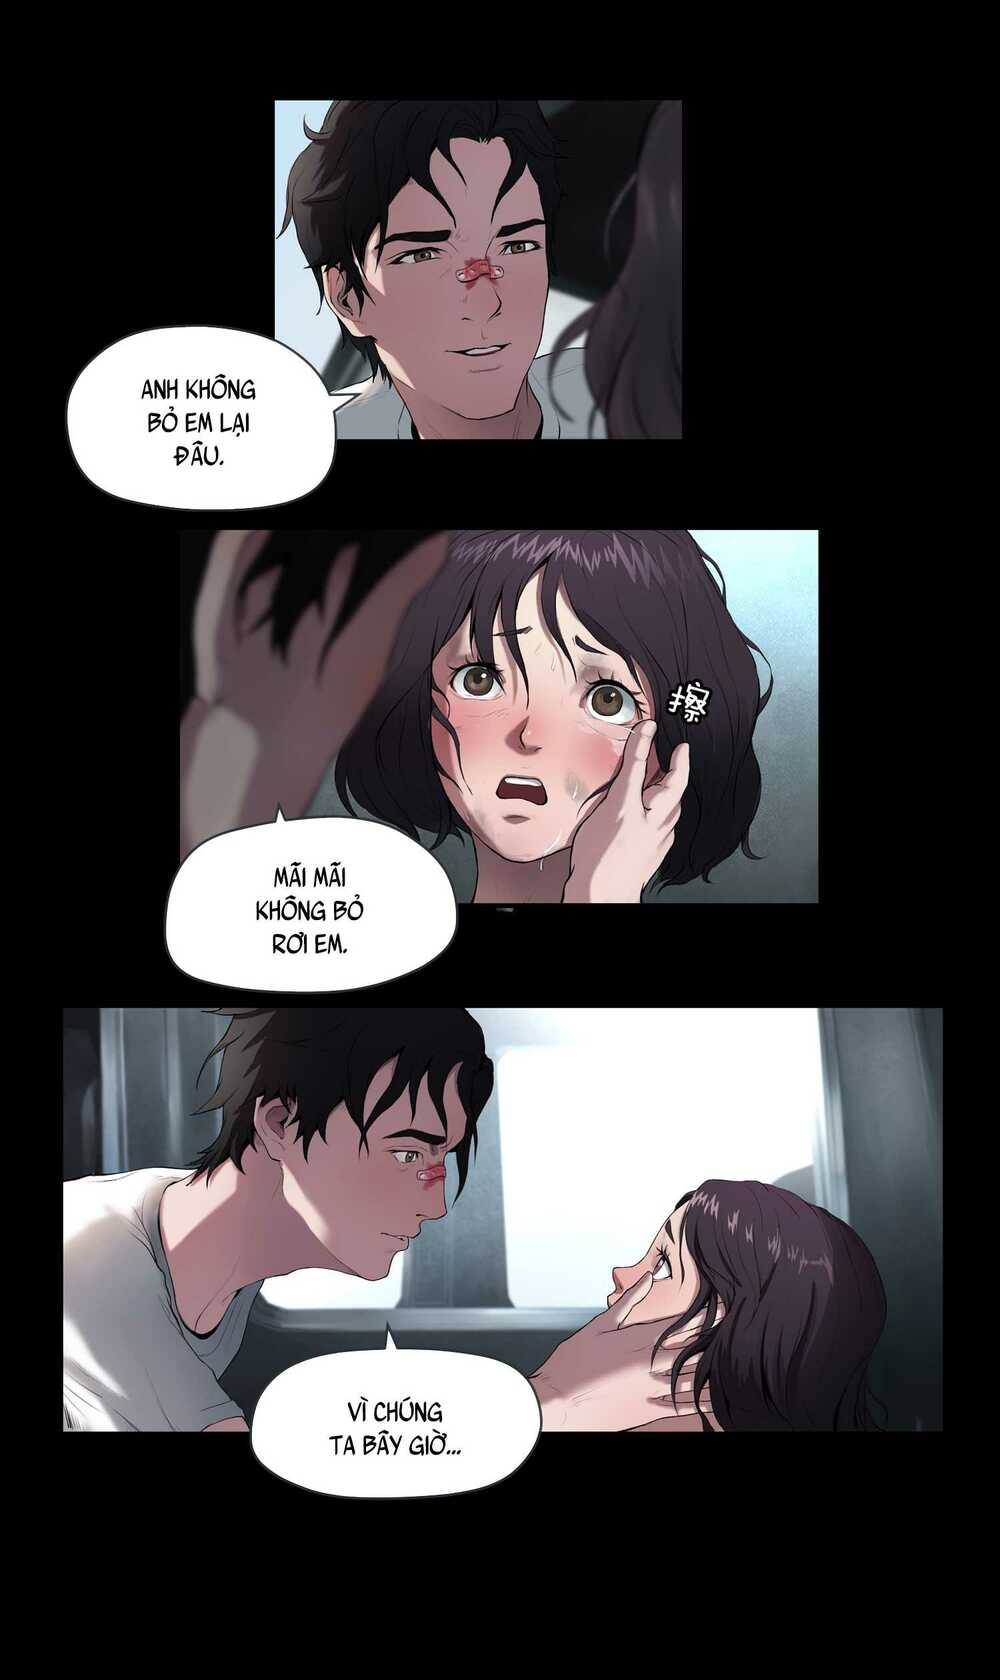 ANH KHÔNG
BỎ EM LẠI
ĐÂU.
擦
MÃI MÃI
KHÔNG BỎ
RƠI EM.
VÌ CHÚNG
TA BÂY GIỜ...